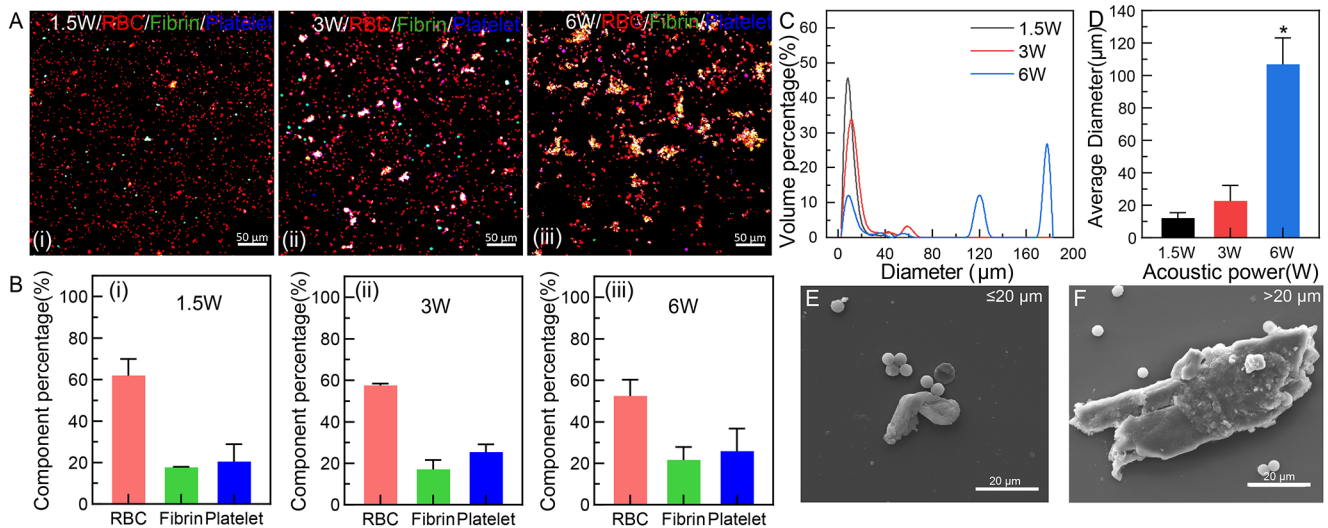 A
1.5W/RBC/Fibrin/Platelet
(i)
50 µm
3W/RBC/Fibrin/Platelet
(ii)
50 µm
6W/RBC/Fibrin/Platelet
(iii)
50 µm
B
Component percentage(%)
100
80
60
40
20
0
(i)
1.5W
RBC Fibrin Platelet
Component percentage(%)
100
80
60
40
20
0
(ii)
3W
RBC Fibrin Platelet
Component percentage(%)
100
80
60
40
20
0
(iii)
6W
RBC Fibrin Platelet
C
Volume percentage(%)
60
50
40
30
20
10
0
1.5W
3W
6W
0 40 80 120 160 200
Diameter (µm)
D
Average Diameter(µm)
140
120
100
80
60
40
20
0
*
1.5W 3W 6W
Acoustic power(W)
E
≤20 µm
20 µm
F
>20 µm
20 µm